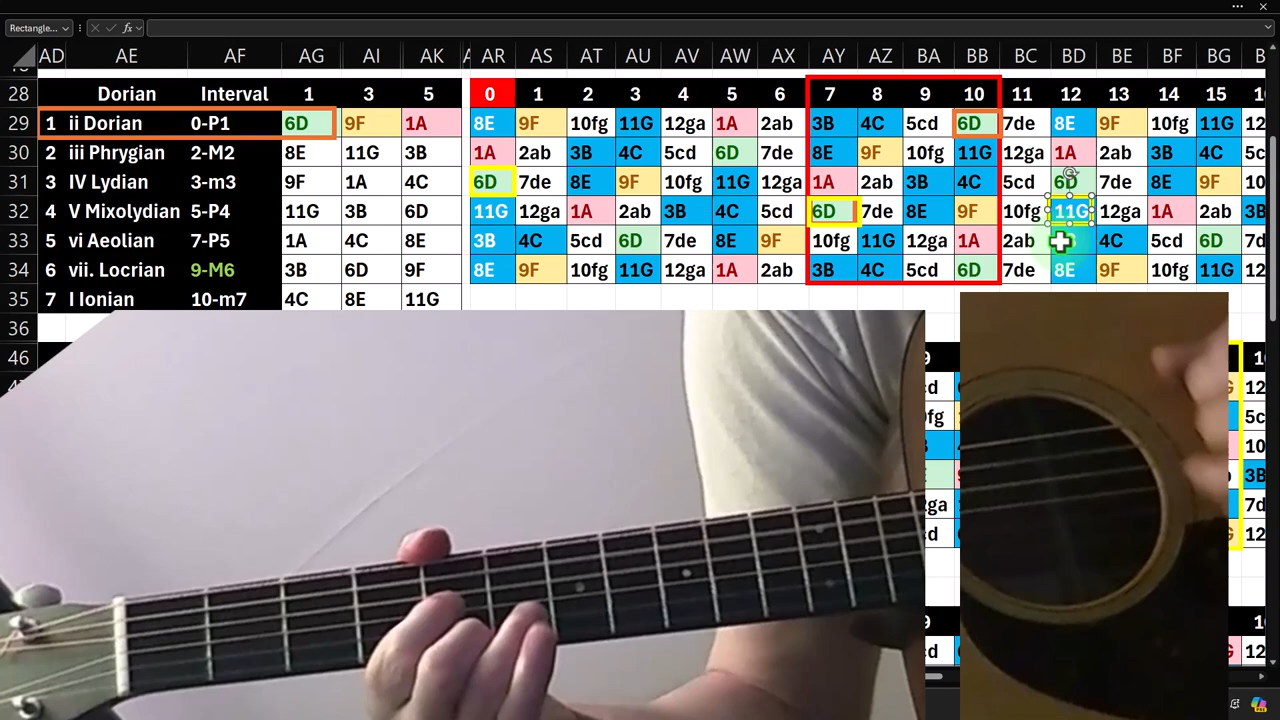 Rectangle...
fx
AD AE AF AG AI AK AR AS AT AU AV AW AX AY AZ BA BB BC BD BE BF BG
28 Dorian Interval 1 3 5 0 1 2 3 4 5 6 7 8 9 10 11 12 13 14 15
29 1 ii Dorian 0-P1 6D 9F 1A 8E 9F 10fg 11G 12ga 1A 2ab 3B 4C 5cd 6D 7de 8E 9F 10fg 11G
30 2 iii Phrygian 2-M2 8E 11G 3B 1A 2ab 3B 4C 5cd 6D 7de 8E 9F 10fg 11G 12ga 1A 2ab 3B 4C
31 3 IV Lydian 3-m3 9F 1A 4C 6D 7de 8E 9F 10fg 11G 12ga 1A 2ab 3B 4C 5cd 6D 7de 8E 9F 10fg
32 4 V Mixolydian 5-P4 11G 3B 6D 11G 12ga 1A 2ab 3B 4C 5cd 6D 7de 8E 9F 10fg 11G 12ga 1A 2ab 3B
33 5 vi Aeolian 7-P5 1A 4C 8E 3B 4C 5cd 6D 7de 8E 9F 10fg 11G 12ga 1A 2ab 4C 5cd 6D
34 6 vii. Locrian 9-M6 3B 6D 9F 8E 9F 10fg 11G 12ga 1A 2ab 3B 4C 5cd 6D 7de 8E 9F 10fg 11G
35 7 I Ionian 10-m7 4C 8E 11G
36
46